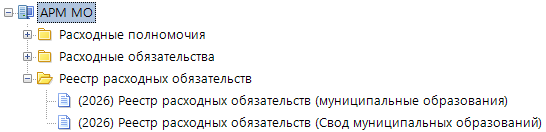 АРМ МО
Расходные полномочия
Расходные обязательства
Реестр расходных обязательств
(2026) Реестр расходных обязательств (муниципальные образования)
(2026) Реестр расходных обязательств (Свод муниципальных образований)